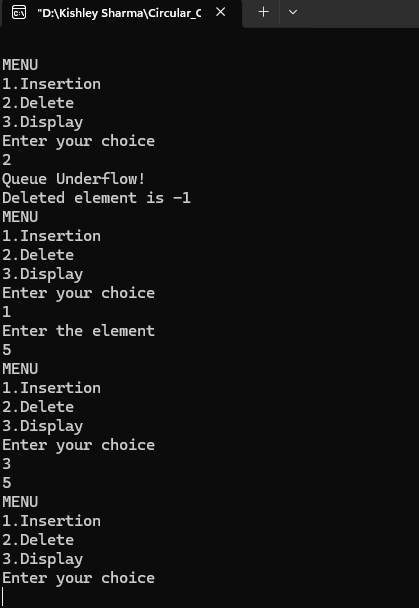 "D:\Kishley Sharma\Circular_C
MENU
1.Insertion
2.Delete
3.Display
Enter your choice
2
Queue Underflow!
Deleted element is -1
MENU
1.Insertion
2.Delete
3.Display
Enter your choice
1
Enter the element
5
MENU
1.Insertion
2.Delete
3.Display
Enter your choice
3
5
MENU
1.Insertion
2.Delete
3.Display
Enter your choice